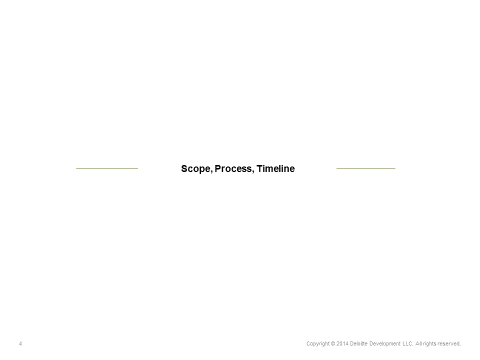 Scope, Process, Timeline
4
Copyright © 2014 Deloitte Development LLC. All rights reserved.